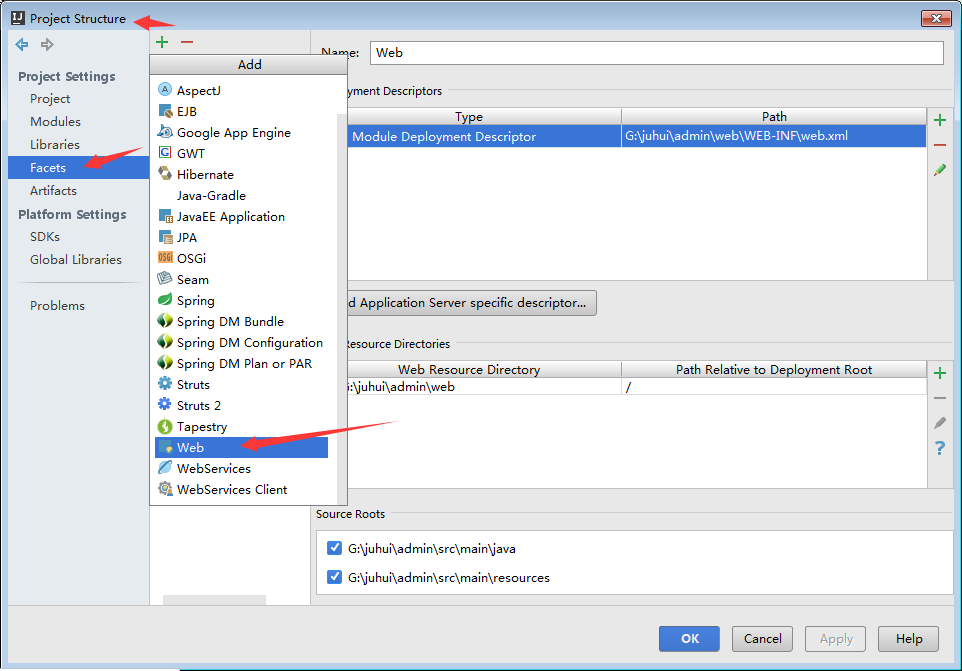 Project Structure
Name:
Web
Add
Project Settings
Project
Modules
Libraries
Facets
Artifacts
Platform Settings
SDKs
Global Libraries
Problems
AspectJ
EJB
Google App Engine
GWT
Hibernate
Java-Gradle
JavaEE Application
JPA
OSGi
Seam
Spring
Spring DM Bundle
Spring DM Configuration
Spring DM Plan or PAR
Struts
Struts 2
Tapestry
Web
WebServices
WebServices Client
yment Descriptors
Type Path
Module Deployment Descriptor G:\juhui\admin\web\WEB-INF\web.xml
d Application Server specific descriptor...
Resource Directories
Web Resource Directory Path Relative to Deployment Root
:\juhui\admin\web /
Source Roots
G:\juhui\admin\src\main\java
G:\juhui\admin\src\main\resources
OK Cancel Apply Help